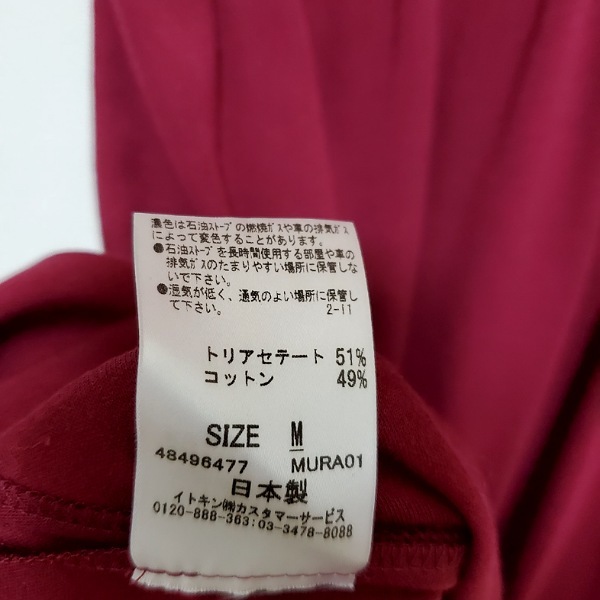 濃色は石油ｽﾄｰﾌﾞの燃焼ｶﾞｽや車の排気ｶﾞｽ
によって変色することがあります。
●石油ｽﾄｰﾌﾞを長時間使用する部屋や車の
排気ｶﾞｽのたまりやすい場所に保管しな
いで下さい。
●湿気が低く、通気のよい場所に保管し
て下さい。 2-11
トリアセテート 51%
コットン 49%
SIZE M
48496477 MURA01
日本製
イトキン㈱カスタマーサービス
0120-888-363:03-3478-8088